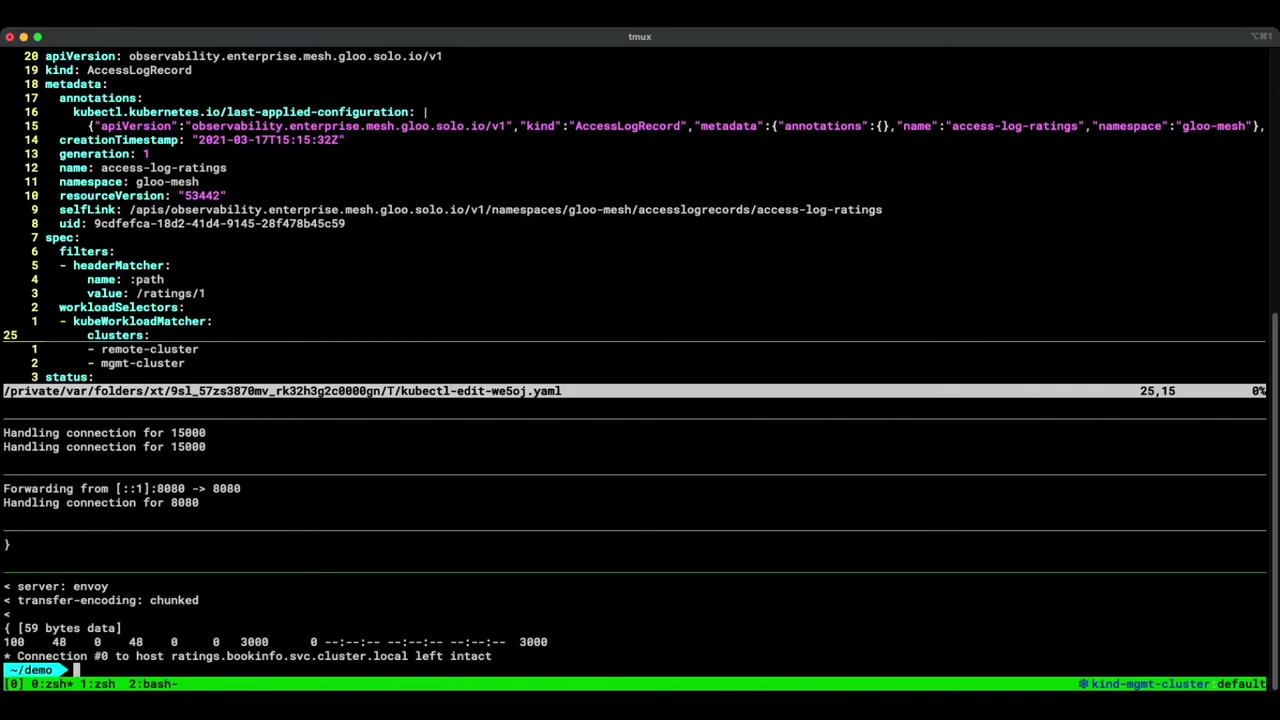 tmux
⌥⌘1
20 apiVersion: observability.enterprise.mesh.gloo.solo.io/v1
19 kind: AccessLogRecord
18 metadata:
17   annotations:
16     kubectl.kubernetes.io/last-applied-configuration: |
15       {"apiVersion":"observability.enterprise.mesh.gloo.solo.io/v1","kind":"AccessLogRecord","metadata":{"annotations":{},"name":"access-log-ratings","namespace":"gloo-mesh"},
14   creationTimestamp: "2021-03-17T15:15:32Z"
13   generation: 1
12   name: access-log-ratings
11   namespace: gloo-mesh
10   resourceVersion: "53442"
9   selfLink: /apis/observability.enterprise.mesh.gloo.solo.io/v1/namespaces/gloo-mesh/accesslogrecords/access-log-ratings
8   uid: 9cdfefca-18d2-41d4-9145-28f478b45c59
7 spec:
6   filters:
5   - headerMatcher:
4       name: :path
3       value: /ratings/1
2   workloadSelectors:
1   - kubeWorkloadMatcher:
25       clusters:
1       - remote-cluster
2       - mgmt-cluster
3 status:
/private/var/folders/xt/9sl_57zs3870mv_rk32h3g2c0000gn/T/kubectl-edit-we5oj.yaml 25,15 0%
Handling connection for 15000
Handling connection for 15000
Forwarding from [::1]:8080 -> 8080
Handling connection for 8080
}
< server: envoy
< transfer-encoding: chunked
<
{ [59 bytes data]
100    48    0    48    0     0   3000      0 --:--:-- --:--:-- --:--:--  3000
* Connection #0 to host ratings.bookinfo.svc.cluster.local left intact
~/demo
[0] 0:zsh* 1:zsh  2:bash- ⎈kind-mgmt-cluster:default